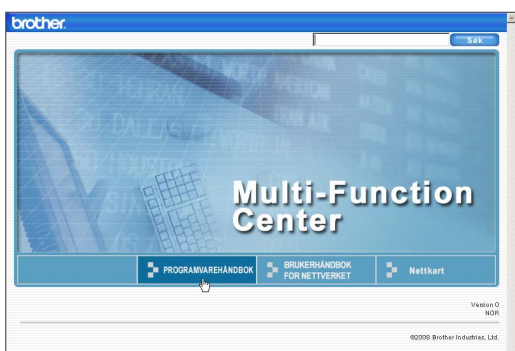 brother.
Søk
Multi-Function
Center
PROGRAMVAREHÅNDBOK
BRUKERHÅNDBOK
FOR NETTVERKET
Nettkart
Version 0
NOR
©2008 Brother Industries, Ltd.